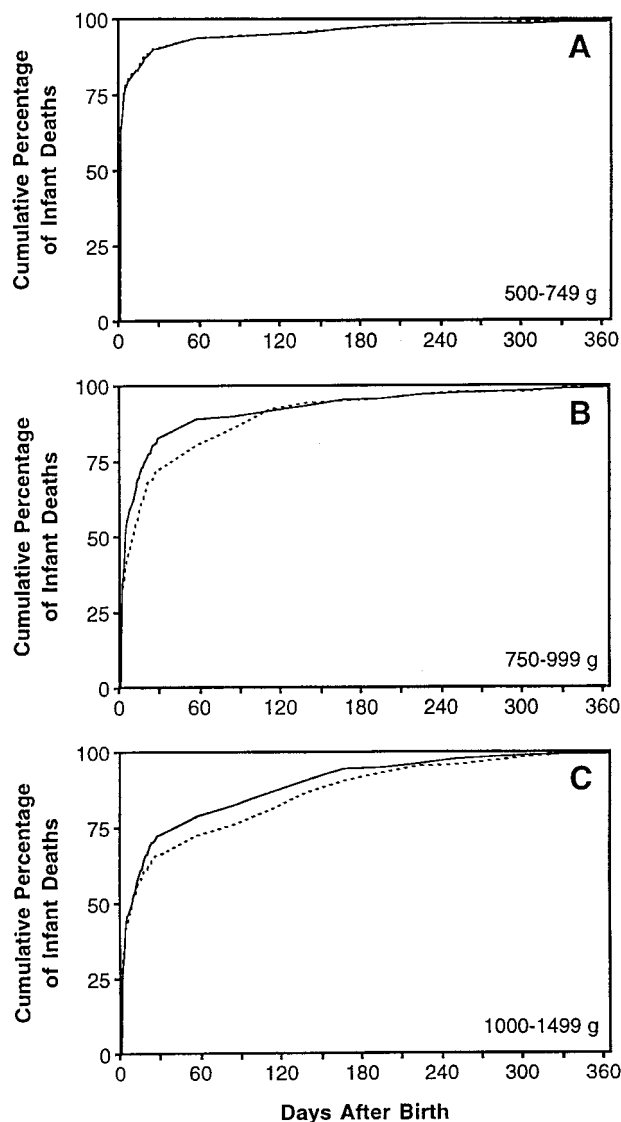 Cumulative Percentage
of Infant Deaths
100
75
50
25
0
A
500-749 g
0 60 120 180 240 300 360
Cumulative Percentage
of Infant Deaths
100
75
50
25
0
B
750-999 g
0 60 120 180 240 300 360
Cumulative Percentage
of Infant Deaths
100
75
50
25
0
C
1000-1499 g
0 60 120 180 240 300 360
Days After Birth